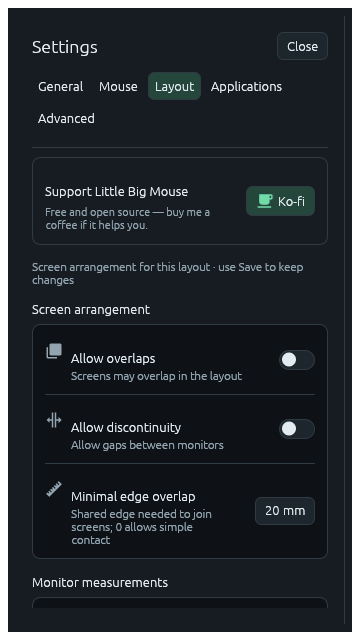 Settings
Close
General
Mouse
Layout
Applications
Advanced
Support Little Big Mouse
Free and open source — buy me a
coffee if it helps you.
Ko-fi
Screen arrangement for this layout · use Save to keep
changes
Screen arrangement
Allow overlaps
Screens may overlap in the layout
Allow discontinuity
Allow gaps between monitors
Minimal edge overlap
Shared edge needed to join
screens; 0 allows simple
contact
20 mm
Monitor measurements